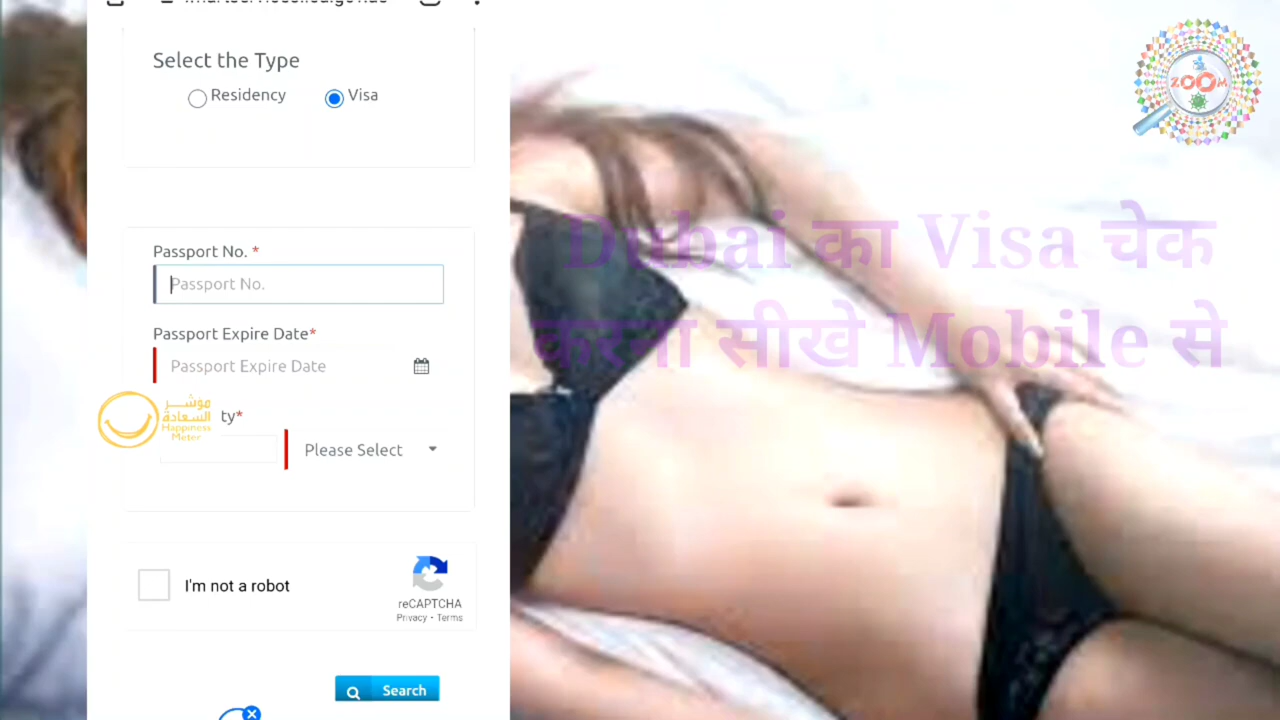 Select the Type
Residency
Visa
Passport No. *
Passport No.
Passport Expire Date*
Passport Expire Date
مؤشر
السعادة
Happiness
Meter
ty*
Please Select
I'm not a robot
reCAPTCHA
Privacy - Terms
Search
ZOOM
Dubai का Visa चेक
करना सीखे Mobile से